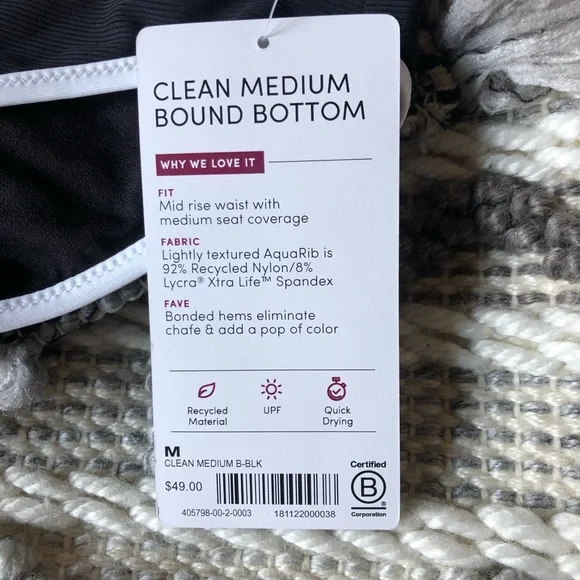 CLEAN MEDIUM
BOUND BOTTOM
WHY WE LOVE IT
FIT
Mid rise waist with
medium seat coverage
FABRIC
Lightly textured AquaRib is
92% Recycled Nylon/8%
Lycra® Xtra Life™ Spandex
FAVE
Bonded hems eliminate
chafe & add a pop of color
Recycled
Material
UPF
Quick
Drying
M
CLEAN MEDIUM B-BLK
$49.00
405798-00-2-0003
181122000038
Certified
B
®
Corporation